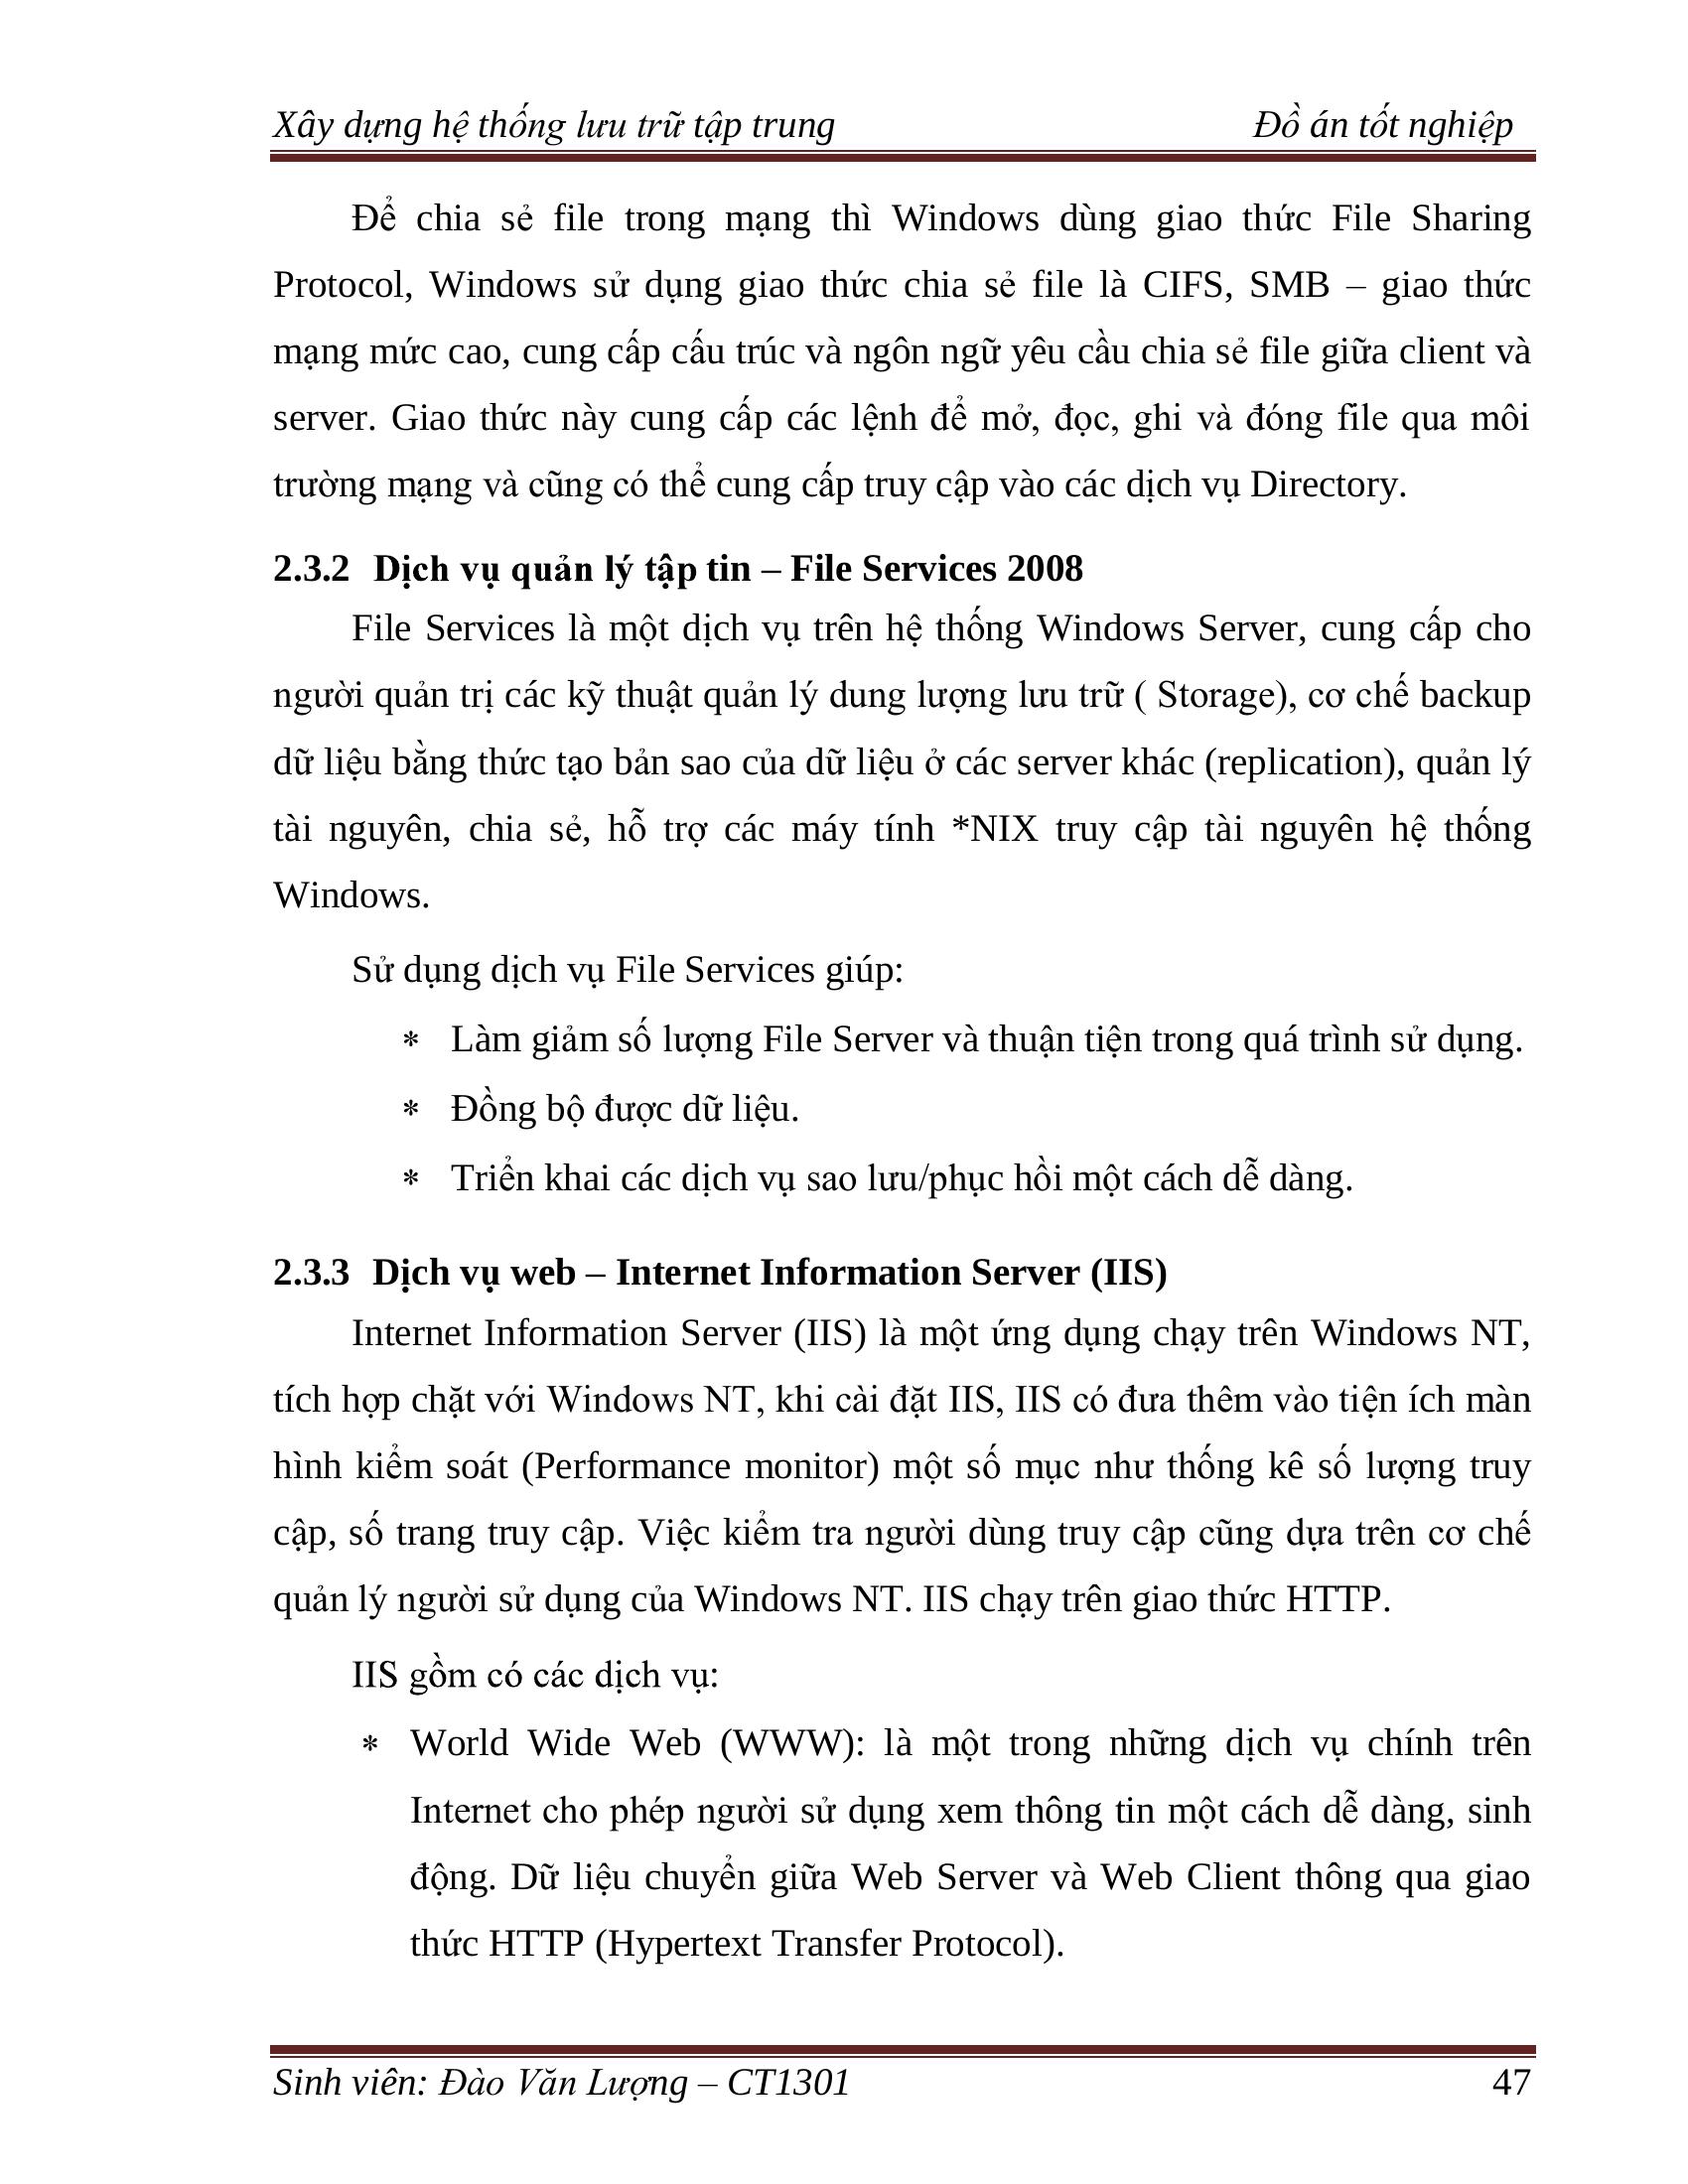 Xây dựng hệ thống lưu trữ tập trung Đồ án tốt nghiệp
Để chia sẻ file trong mạng thì Windows dùng giao thức File Sharing
Protocol, Windows sử dụng giao thức chia sẻ file là CIFS, SMB – giao thức
mạng mức cao, cung cấp cấu trúc và ngôn ngữ yêu cầu chia sẻ file giữa client và
server. Giao thức này cung cấp các lệnh để mở, đọc, ghi và đóng file qua môi
trường mạng và cũng có thể cung cấp truy cập vào các dịch vụ Directory.
2.3.2 Dịch vụ quản lý tập tin – File Services 2008
File Services là một dịch vụ trên hệ thống Windows Server, cung cấp cho
người quản trị các kỹ thuật quản lý dung lượng lưu trữ ( Storage), cơ chế backup
dữ liệu bằng thức tạo bản sao của dữ liệu ở các server khác (replication), quản lý
tài nguyên, chia sẻ, hỗ trợ các máy tính *NIX truy cập tài nguyên hệ thống
Windows.
Sử dụng dịch vụ File Services giúp:
* Làm giảm số lượng File Server và thuận tiện trong quá trình sử dụng.
* Đồng bộ được dữ liệu.
* Triển khai các dịch vụ sao lưu/phục hồi một cách dễ dàng.
2.3.3 Dịch vụ web – Internet Information Server (IIS)
Internet Information Server (IIS) là một ứng dụng chạy trên Windows NT,
tích hợp chặt với Windows NT, khi cài đặt IIS, IIS có đưa thêm vào tiện ích màn
hình kiểm soát (Performance monitor) một số mục như thống kê số lượng truy
cập, số trang truy cập. Việc kiểm tra người dùng truy cập cũng dựa trên cơ chế
quản lý người sử dụng của Windows NT. IIS chạy trên giao thức HTTP.
IIS gồm có các dịch vụ:
* World Wide Web (WWW): là một trong những dịch vụ chính trên
Internet cho phép người sử dụng xem thông tin một cách dễ dàng, sinh
động. Dữ liệu chuyển giữa Web Server và Web Client thông qua giao
thức HTTP (Hypertext Transfer Protocol).
Sinh viên: Đào Văn Lượng – CT1301 47